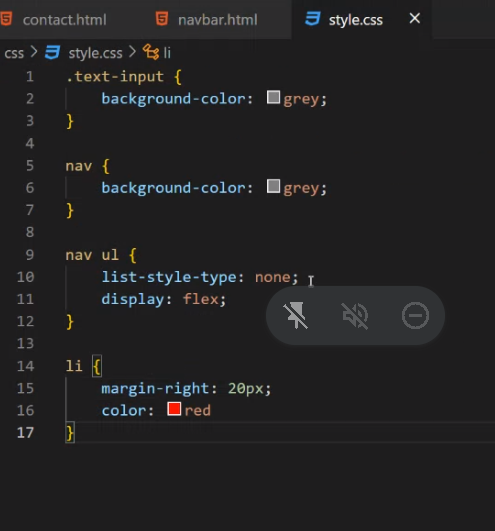 contact.html navbar.html style.css
css > style.css > li
1 .text-input {
2 background-color: grey;
3 }
4
5 nav {
6 background-color: grey;
7 }
8
9 nav ul {
10 list-style-type: none;
11 display: flex;
12 }
13
14 li {
15 margin-right: 20px;
16 color: red
17 }